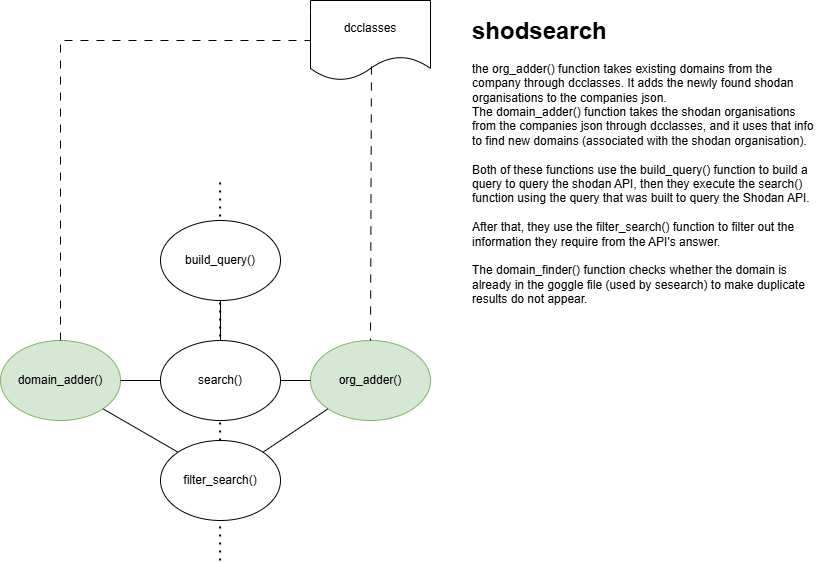 dcclasses
shodsearch
the org_adder() function takes existing domains from the
company through dcclasses. It adds the newly found shodan
organisations to the companies json.
The domain_adder() function takes the shodan organisations
from the companies json through dcclasses, and it uses that info
to find new domains (associated with the shodan organisation).
Both of these functions use the build_query() function to build a
query to query the shodan API, then they execute the search()
function using the query that was built to query the Shodan API.
After that, they use the filter_search() function to filter out the
information they require from the API's answer.
The domain_finder() function checks whether the domain is
already in the goggle file (used by sesearch) to make duplicate
results do not appear.
build_query()
domain_adder()
search()
org_adder()
filter_search()